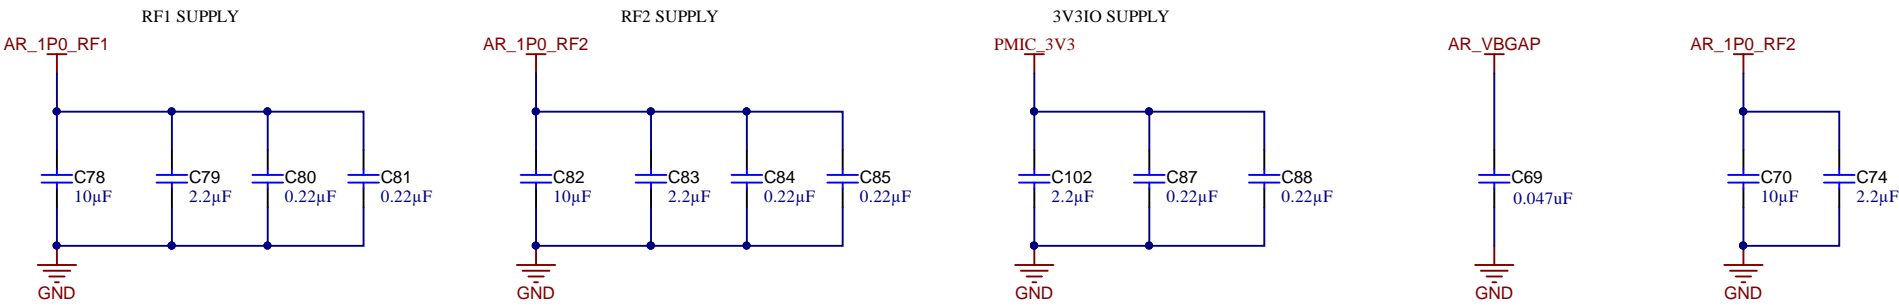 RF1 SUPPLY
AR_1P0_RF1
C78
10µF
C79
2.2µF
C80
0.22µF
C81
0.22µF
GND
RF2 SUPPLY
AR_1P0_RF2
C82
10µF
C83
2.2µF
C84
0.22µF
C85
0.22µF
GND
3V3IO SUPPLY
PMIC_3V3
C102
2.2µF
C87
0.22µF
C88
0.22µF
GND
AR_VBGAP
C69
0.047uF
GND
AR_1P0_RF2
C70
10µF
C74
2.2µF
GND